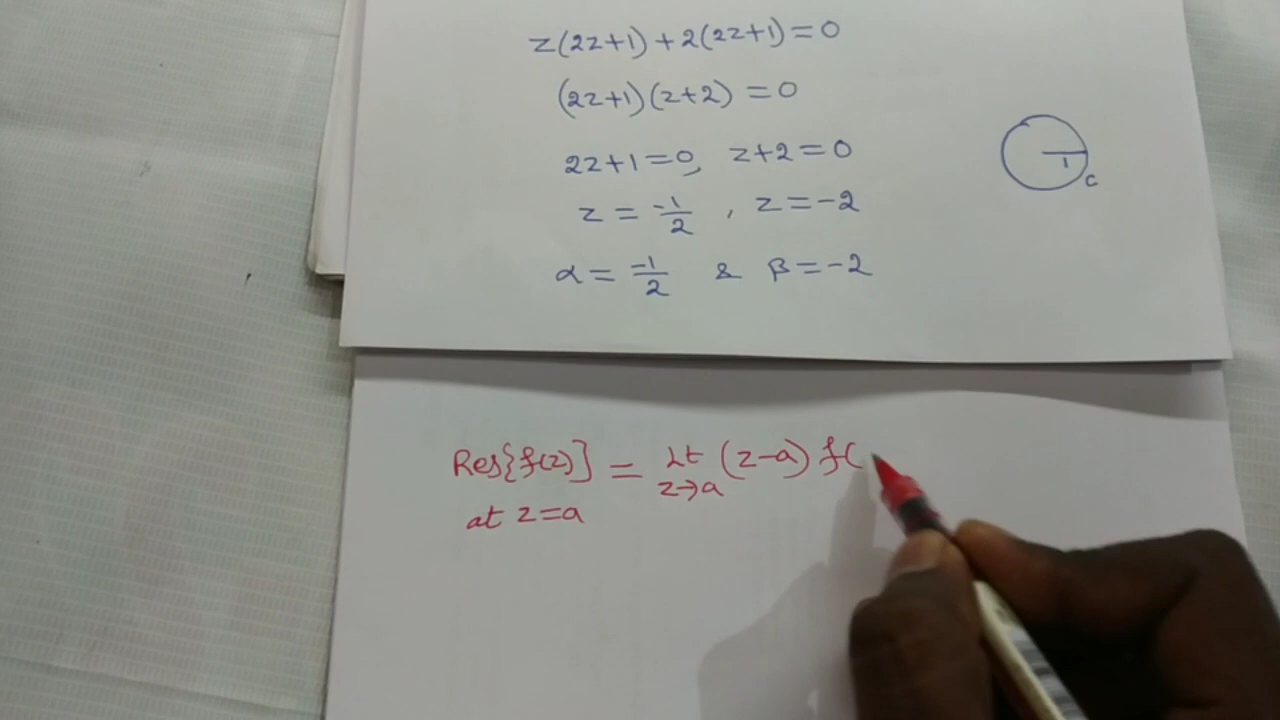 z(2z+1)+2(2z+1)=0
(2z+1)(z+2)=0
2z+1=0, z+2=0
z=-1/2, z=-2
α=-1/2 & β=-2
1
c
Res{f(z)}=Lt z→a (z-a) f(
at z=a